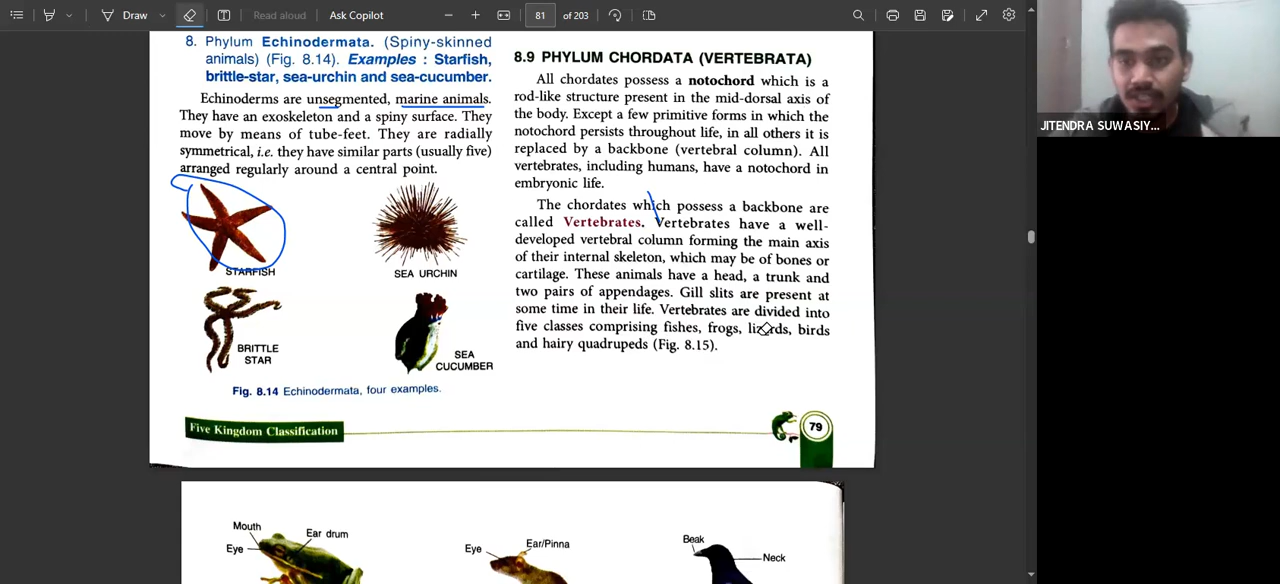 Draw
Read aloud
Ask Copilot
81
of 203
8. Phylum Echinodermata. (Spiny-skinned
animals) (Fig. 8.14). Examples : Starfish,
brittle-star, sea-urchin and sea-cucumber.
Echinoderms are unsegmented, marine animals.
They have an exoskeleton and a spiny surface. They
move by means of tube-feet. They are radially
symmetrical, i.e. they have similar parts (usually five)
arranged regularly around a central point.
STARFISH
SEA URCHIN
BRITTLE
STAR
SEA
CUCUMBER
Fig. 8.14 Echinodermata, four examples.
8.9 PHYLUM CHORDATA (VERTEBRATA)
All chordates possess a notochord which is a
rod-like structure present in the mid-dorsal axis of
the body. Except a few primitive forms in which the
notochord persists throughout life, in all others it is
replaced by a backbone (vertebral column). All
vertebrates, including humans, have a notochord in
embryonic life.
The chordates which possess a backbone are
called Vertebrates. Vertebrates have a well-
developed vertebral column forming the main axis
of their internal skeleton, which may be of bones or
cartilage. These animals have a head, a trunk and
two pairs of appendages. Gill slits are present at
some time in their life. Vertebrates are divided into
five classes comprising fishes, frogs, lizards, birds
and hairy quadrupeds (Fig. 8.15).
Five Kingdom Classification
79
Mouth
Ear drum
Eye
Eye
Ear/Pinna
Beak
Neck
JITENDRA SUWASIY...